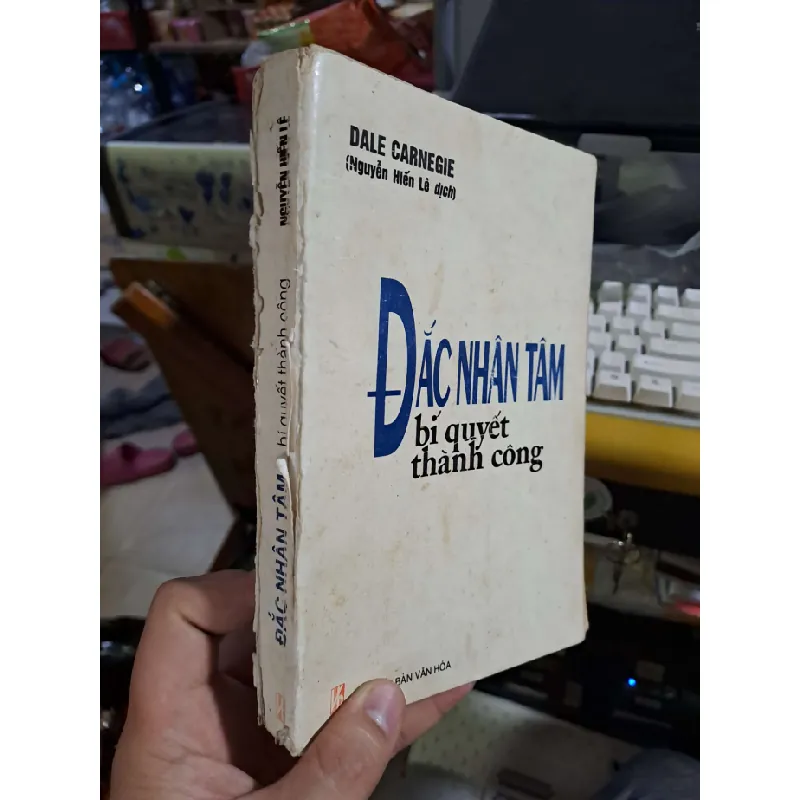 DALE CARNEGIE
(Nguyễn Hiến Lê dịch)
ĐẮC NHÂN TÂM
bí quyết
thành công
BẢN VĂN HÓA
ĐẮC NHÂN TÂM bí quyết thành công NGUYỄN HIẾN LÊ